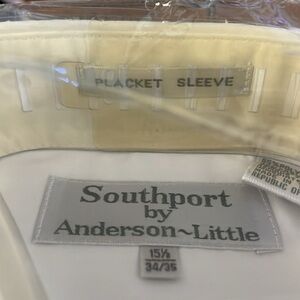 PLACKET SLEEVE
Southport
by
Anderson~Little
15½
34/35
REPUBLIC OF